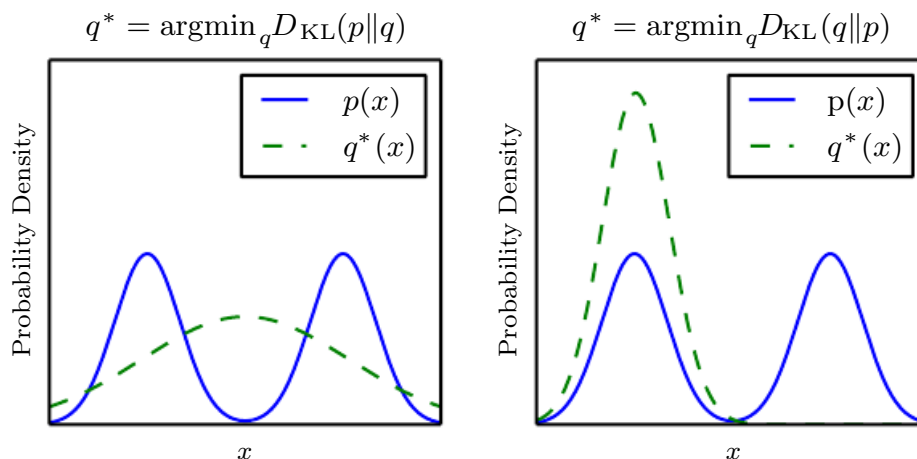 q* = argmin_q D_KL(p‖q)
p(x)
q*(x)
Probability Density
x
q* = argmin_q D_KL(q‖p)
p(x)
q*(x)
Probability Density
x